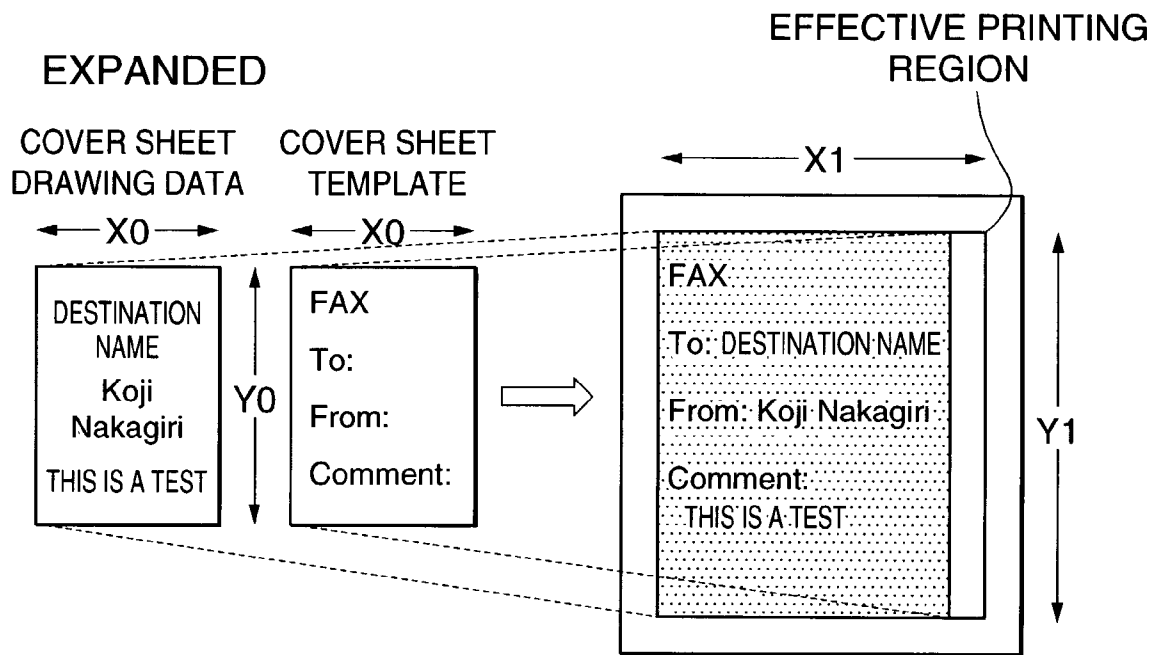 EFFECTIVE PRINTING
REGION
EXPANDED
COVER SHEET
DRAWING DATA
COVER SHEET
TEMPLATE
X0
X0
X1
DESTINATION
NAME
Koji
Nakagiri
THIS IS A TEST
Y0
FAX
To:
From:
Comment:
FAX
To: DESTINATION NAME
From: Koji Nakagiri
Comment:
THIS IS A TEST
Y1